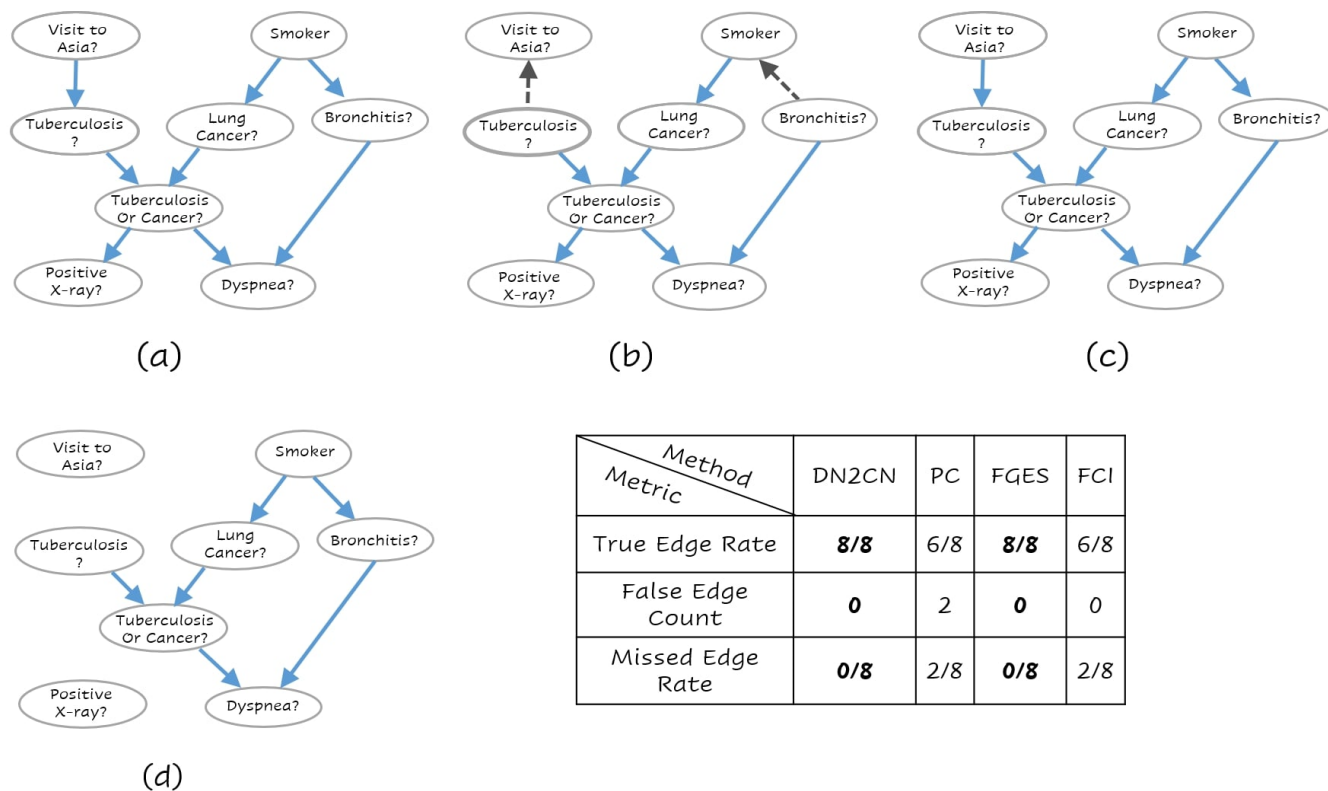 Visit to
Asia?
Smoker
Tuberculosis
?
Lung
Cancer?
Bronchitis?
Tuberculosis
Or Cancer?
Positive
X-ray?
Dyspnea?
(a)
Visit to
Asia?
Smoker
Tuberculosis
?
Lung
Cancer?
Bronchitis?
Tuberculosis
Or Cancer?
Positive
X-ray?
Dyspnea?
(b)
Visit to
Asia?
Smoker
Tuberculosis
?
Lung
Cancer?
Bronchitis?
Tuberculosis
Or Cancer?
Positive
X-ray?
Dyspnea?
(c)
Visit to
Asia?
Smoker
Tuberculosis
?
Lung
Cancer?
Bronchitis?
Tuberculosis
Or Cancer?
Positive
X-ray?
Dyspnea?
(d)
Method
Metric
DN2CN PC FGES FCI
True Edge Rate 8/8 6/8 8/8 6/8
False Edge
Count
0 2 0 0
Missed Edge
Rate
0/8 2/8 0/8 2/8